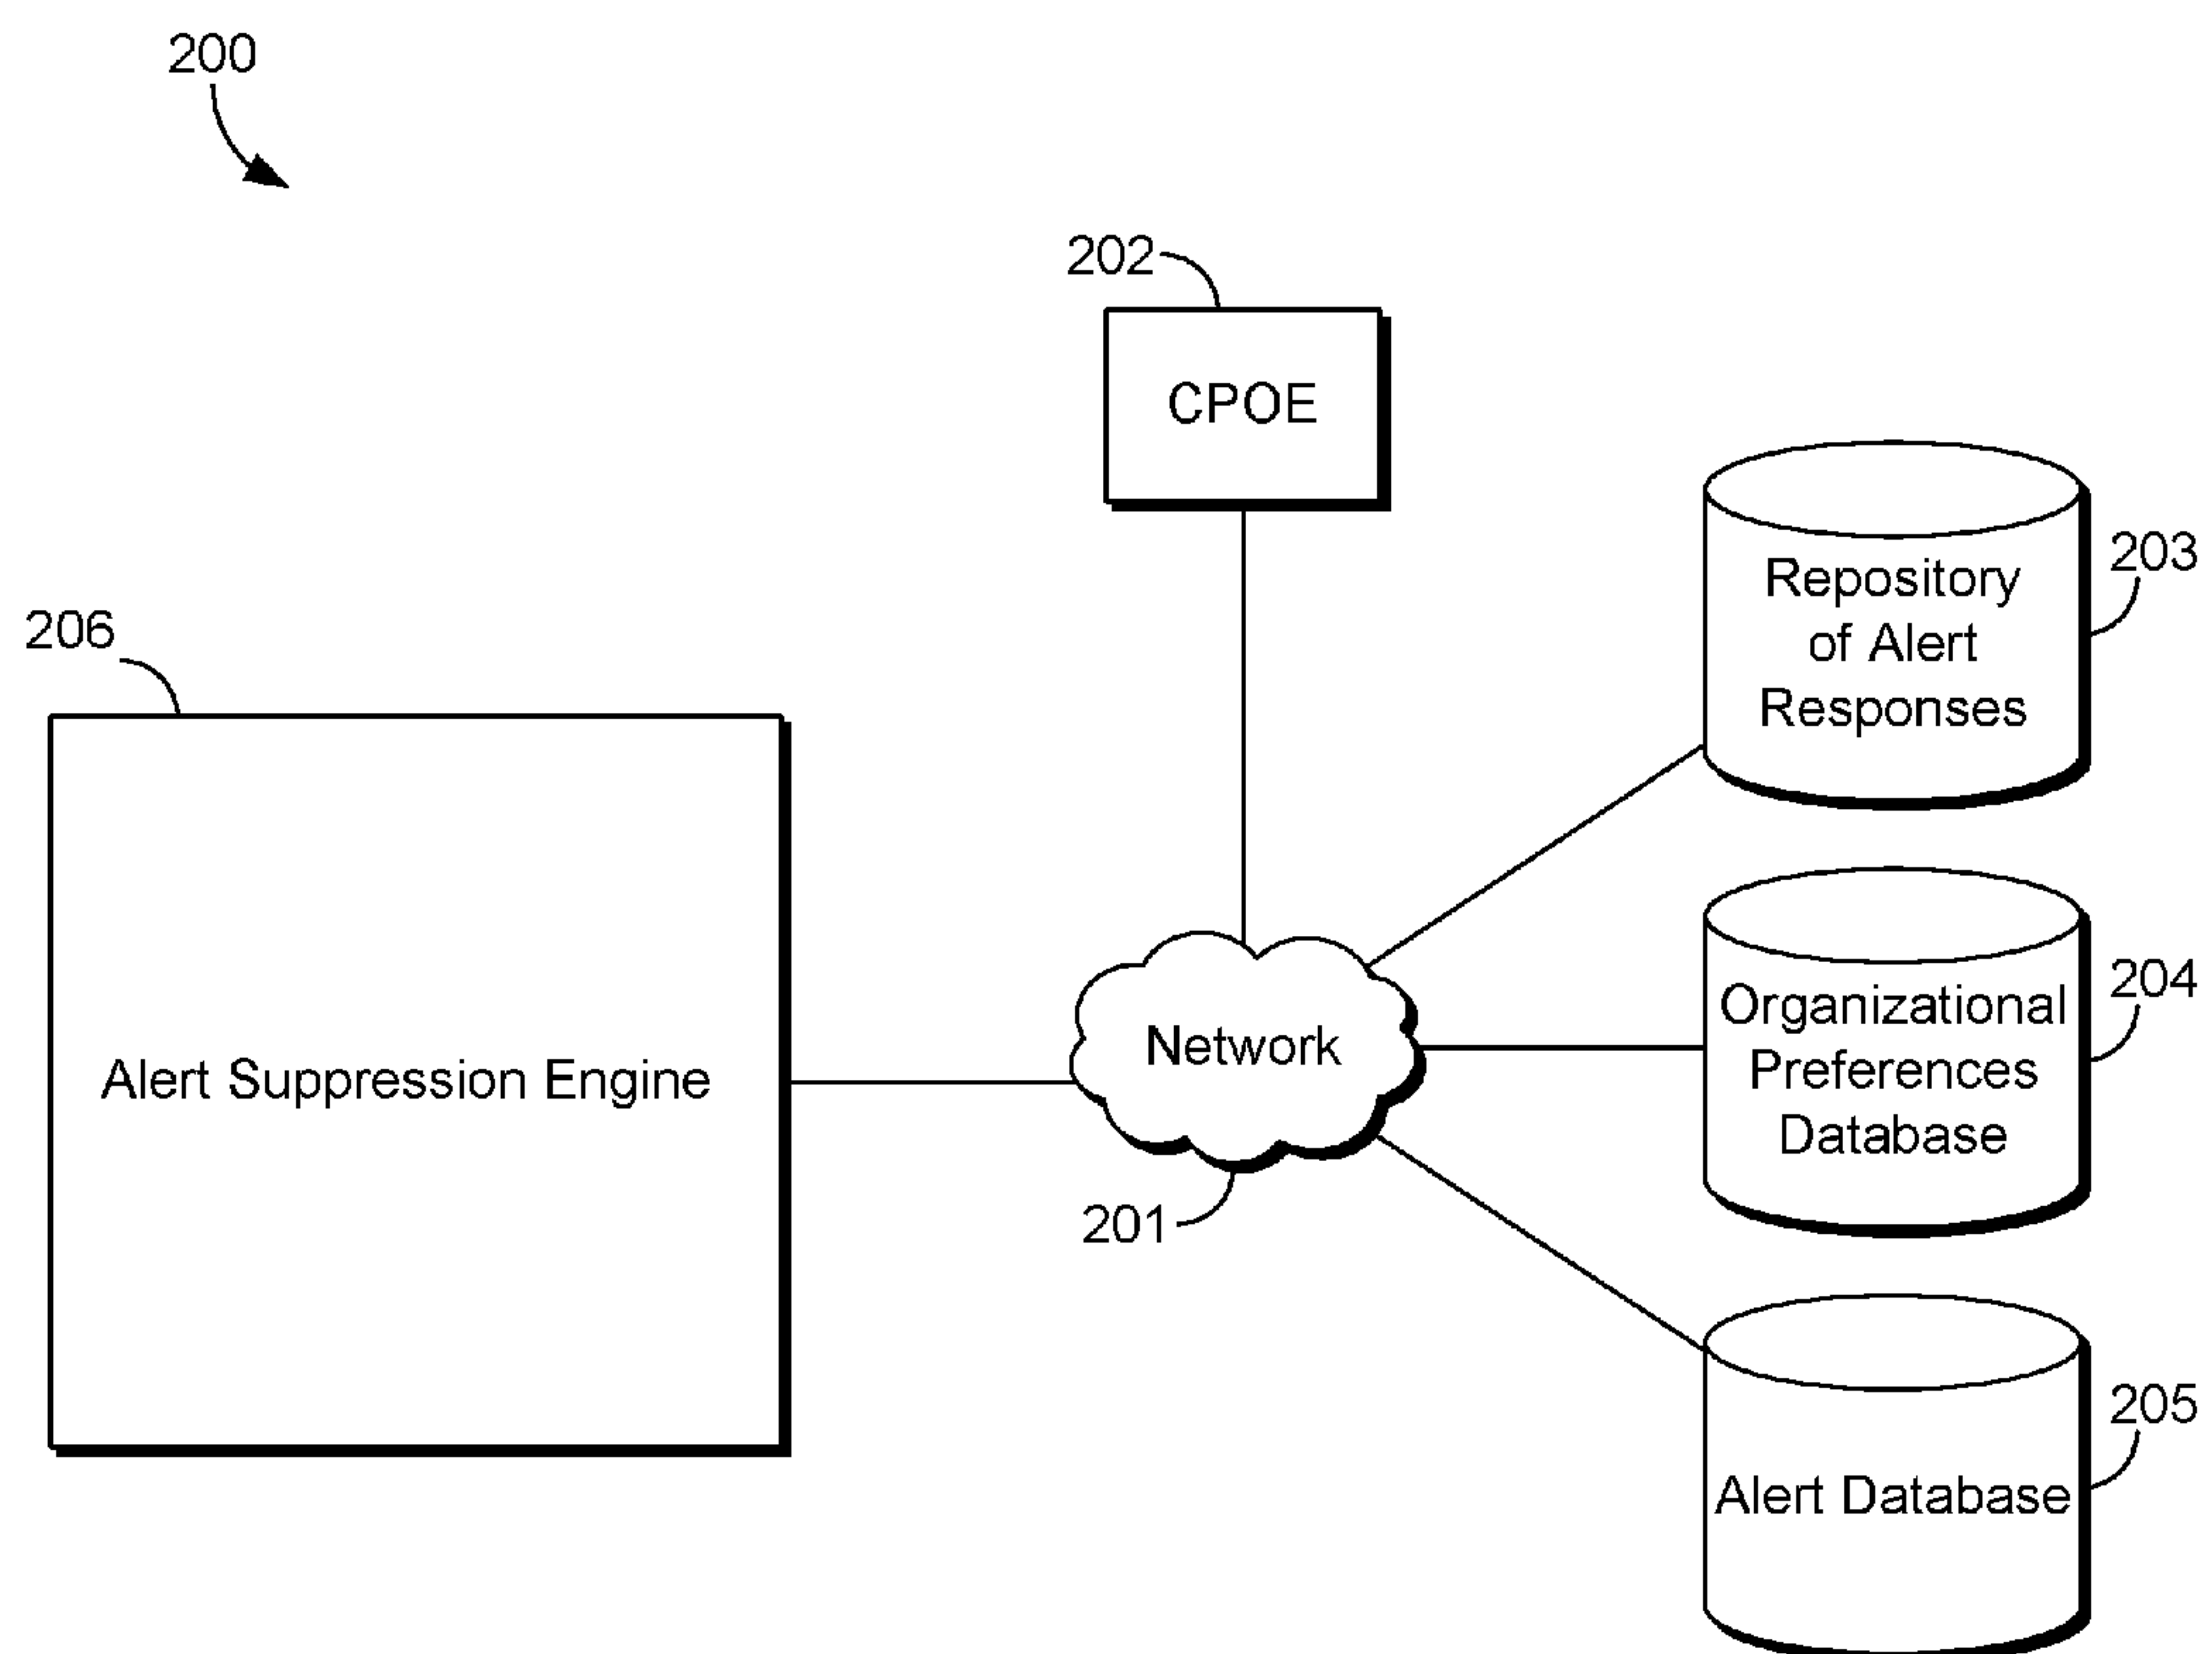 200
202
CPOE
203
Repository
of Alert
Responses
206
Alert Suppression Engine
Network
201
204
Organizational
Preferences
Database
205
Alert Database